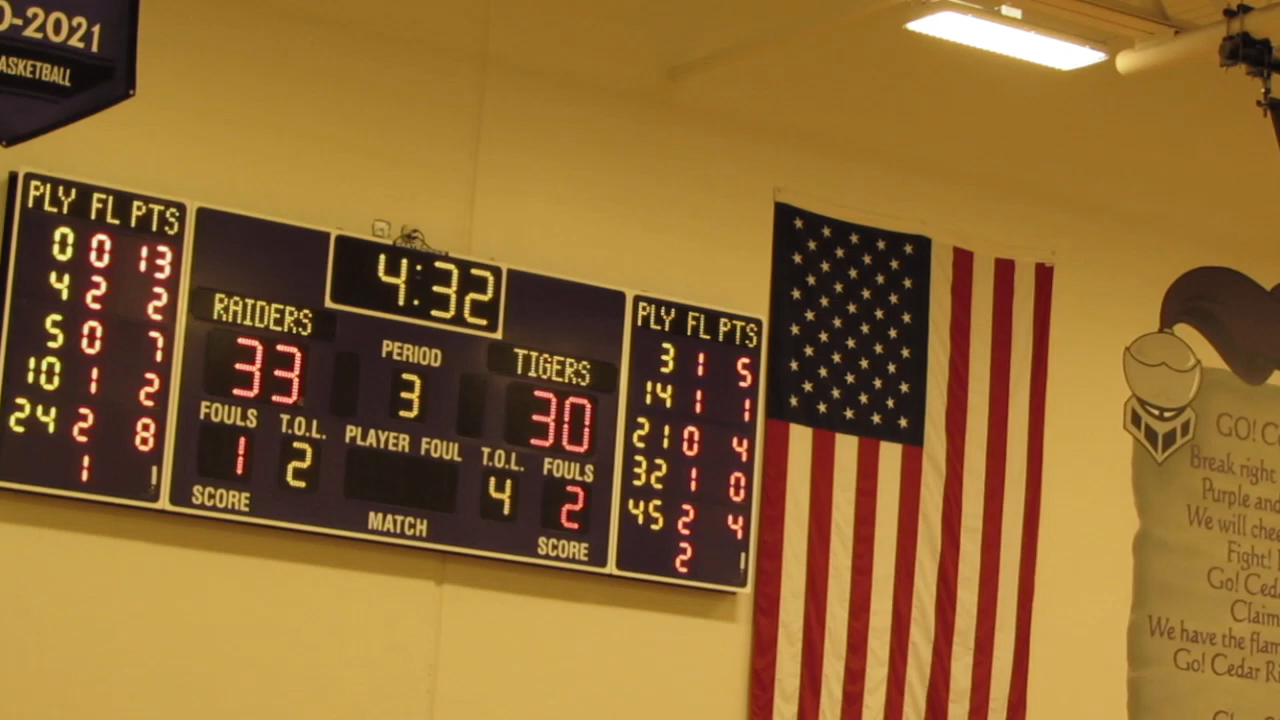 -2021
ASKETBALL
PLY FL PTS
0 0 13
4 2 2
5 0 7
10 1 2
24 2 8
1
4:32
RAIDERS
33
PERIOD
3
TIGERS
30
FOULS T.O.L.
1 2
PLAYER FOUL
T.O.L. FOULS
4 2
SCORE
MATCH
SCORE
PLY FL PTS
3 1 5
14 1 1
21 0 4
32 1 0
45 2 4
2
GO! C
Break right
Purple and
We will chee
Fight!
Go! Ceda
Claim
We have the flam
Go! Cedar Ri